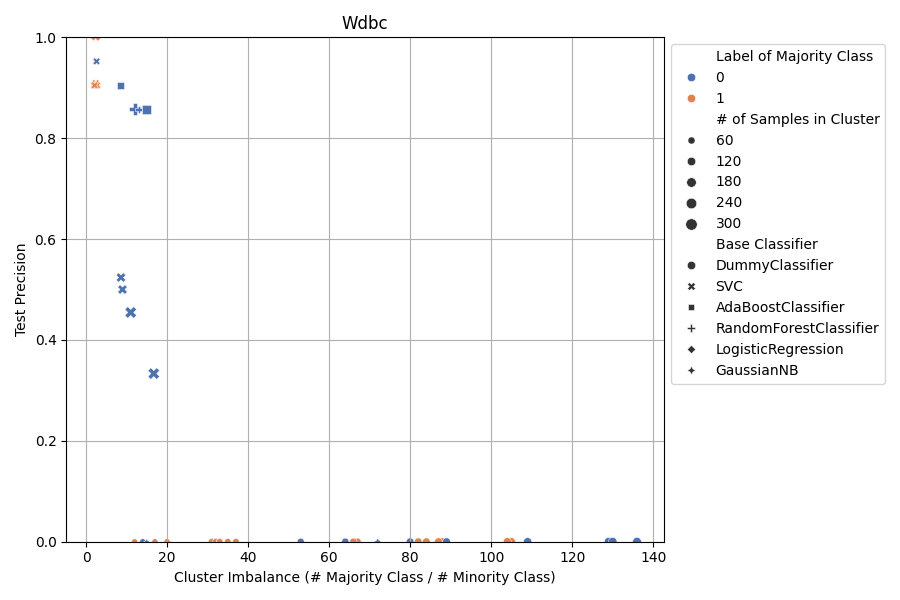 Wdbc
1.0
0.8
0.6
0.4
0.2
0.0
Test Precision
0 20 40 60 80 100 120 140
Cluster Imbalance (# Majority Class / # Minority Class)
Label of Majority Class
0
1
# of Samples in Cluster
60
120
180
240
300
Base Classifier
DummyClassifier
SVC
AdaBoostClassifier
RandomForestClassifier
LogisticRegression
GaussianNB